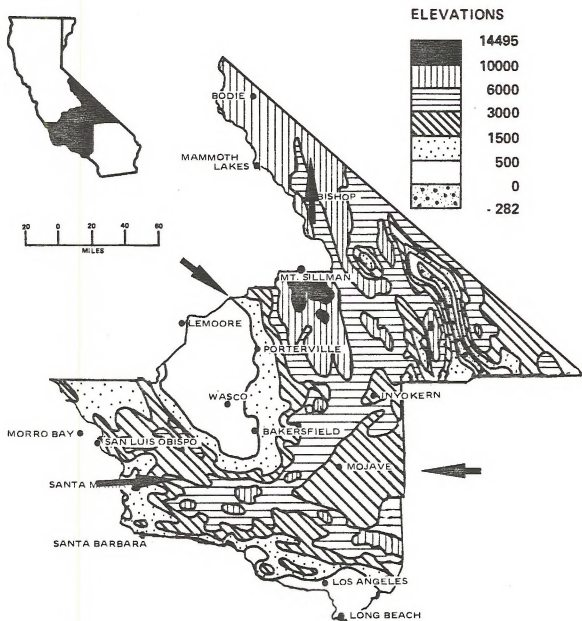 ELEVATIONS
14495
10000
6000
3000
1500
500
0
- 282
BODIE
MAMMOTH LAKES
BISHOP
20 0 20 40 60
MILES
MT. SILLMAN
LEMOORE
PORTERVILLE
INYOKERN
WASCO
MORRO BAY
BAKERSFIELD
SAN LUIS OBISPO
MOJAVE
SANTA MARIA
SANTA BARBARA
LOS ANGELES
LONG BEACH